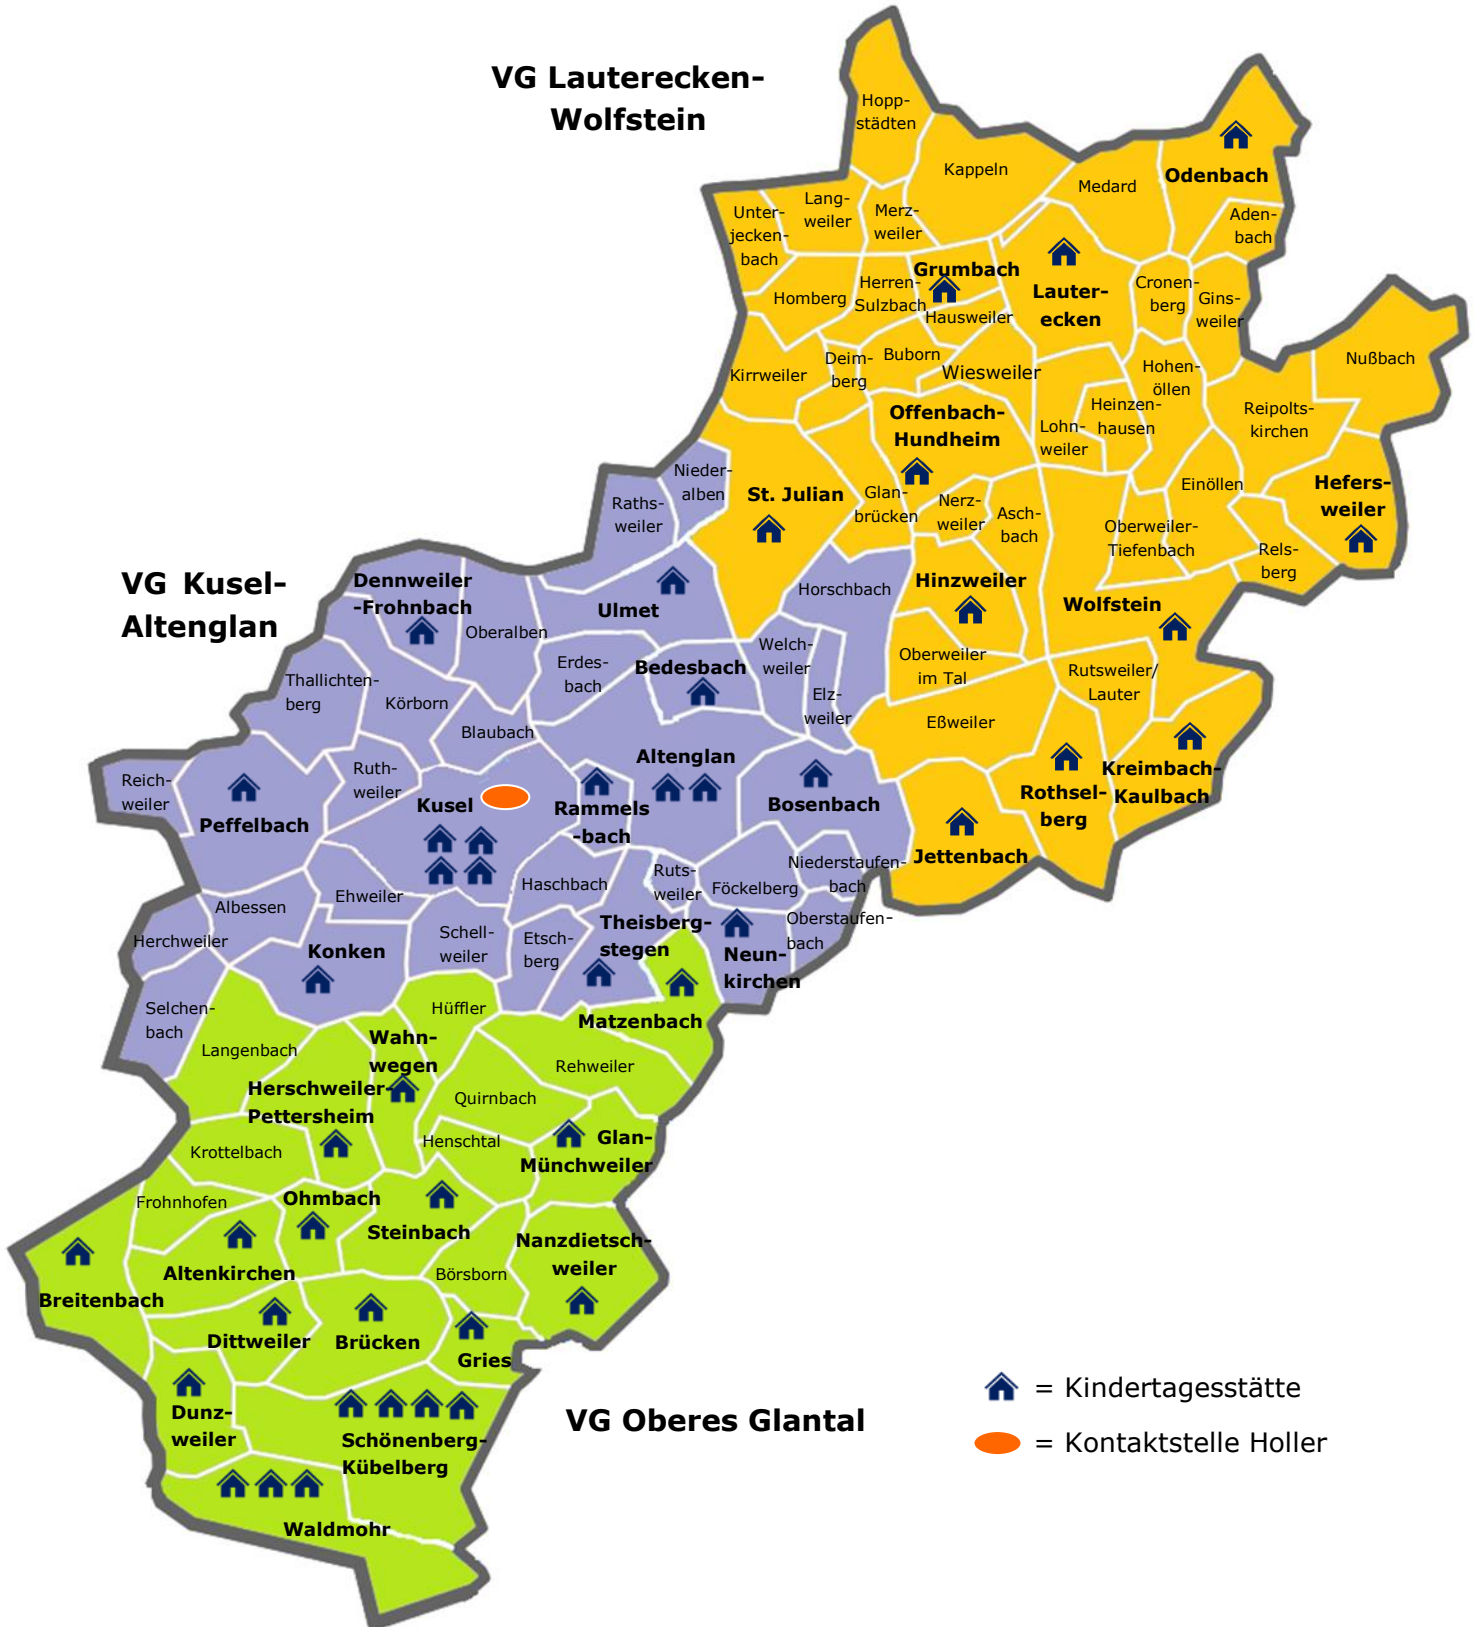 VG Lauterecken-
Wolfstein
Hopp-
städten
Kappeln
Medard
Odenbach
Aden-
bach
Unter-
jecken-
bach
Lang-
weiler
Merz-
weiler
Grumbach
Homberg
Herren-
Sulzbach
Hausweiler
Lauter-
ecken
Cronen-
berg
Gins-
weiler
Kirrweiler
Deim-
berg
Buborn
Wiesweiler
Hohen-
öllen
Nußbach
Offenbach-
Hundheim
Lohn-
weiler
Heinzen-
hausen
Reipolts-
kirchen
Einöllen
Hefers-
weiler
St. Julian
Glan-
brücken
Nerz-
weiler
Asch-
bach
Oberweiler-
Tiefenbach
Rels-
berg
Hinzweiler
Wolfstein
Oberweiler
im Tal
Rutsweiler/
Lauter
Eßweiler
Rothsel-
berg
Kreimbach-
Kaulbach
Jettenbach
VG Kusel-
Altenglan
Nieder-
alben
Raths-
weiler
Dennweiler
-Frohnbach
Oberalben
Ulmet
Horschbach
Erdes-
bach
Bedesbach
Welch-
weiler
Elz-
weiler
Thallichten-
berg
Körborn
Blaubach
Altenglan
Reich-
weiler
Ruth-
weiler
Kusel
Rammels
-bach
Bosenbach
Peffelbach
Haschbach
Ruts-
weiler
Föckelberg
Niederstaufen-
bach
Ehweiler
Albessen
Herchweiler
Konken
Schell-
weiler
Etsch-
berg
Theisberg-
stegen
Neun-
kirchen
Oberstaufen-
bach
Selchen-
bach
Hüffler
Matzenbach
Langenbach
Wahn-
wegen
Rehweiler
Herschweiler-
Pettersheim
Quirnbach
Henschtal
Glan-
Münchweiler
Krottelbach
Frohnhofen
Ohmbach
Steinbach
Nanzdietsch-
weiler
Altenkirchen
Börsborn
Breitenbach
Dittweiler
Brücken
Gries
Dunz-
weiler
Schönenberg-
Kübelberg
Waldmohr
VG Oberes Glantal
= Kindertagesstätte
= Kontaktstelle Holler